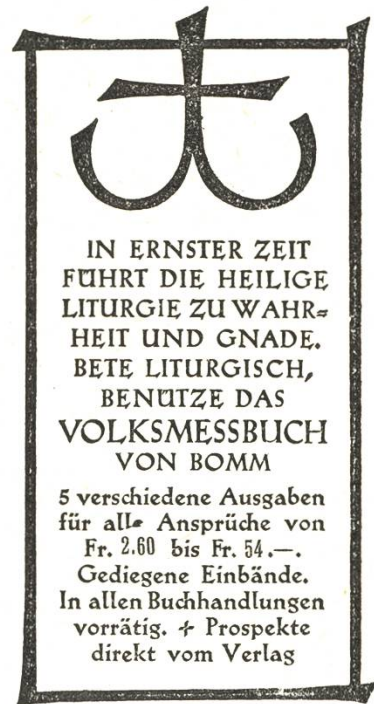 IN ERNSTER ZEIT
FÜHRT DIE HEILIGE
LITURGIE ZU WAHR=
HEIT UND GNADE.
BETE LITURGISCH,
BENÜTZE DAS
VOLKSMESSBUCH
VON BOMM
5 verschiedene Ausgaben
für alle Ansprüche von
Fr. 2.60 bis Fr. 54.—.
Gediegene Einbände.
In allen Buchhandlungen
vorrätig. + Prospekte
direkt vom Verlag